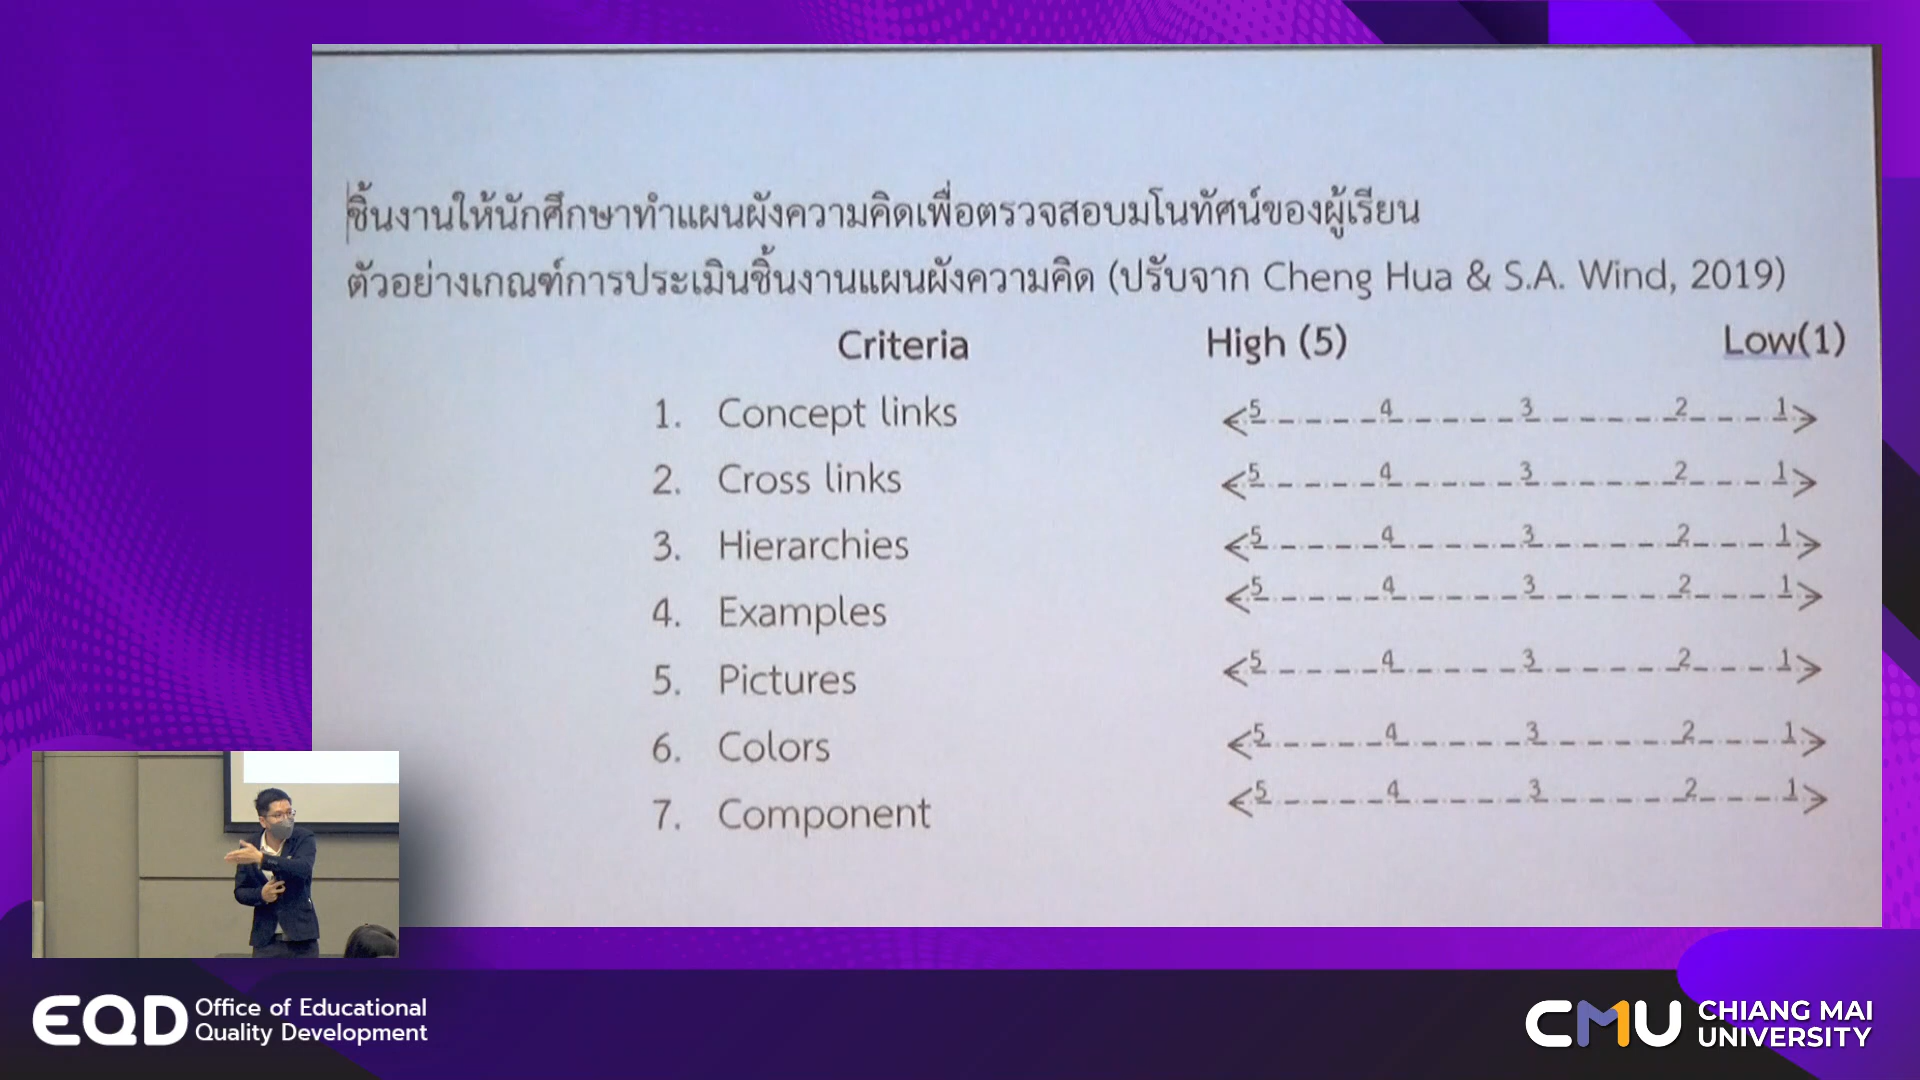 ชิ้นงานให้นักศึกษาทำแผนผังความคิดเพื่อตรวจสอบมโนทัศน์ของผู้เรียน
ตัวอย่างเกณฑ์การประเมินชิ้นงานแผนผังความคิด (ปรับจาก Cheng Hua & S.A. Wind, 2019)
Criteria High (5) Low(1)
1. Concept links 5 4 3 2 1
2. Cross links 5 4 3 2 1
3. Hierarchies 5 4 3 2 1
4. Examples 5 4 3 2 1
5. Pictures 5 4 3 2 1
6. Colors 5 4 3 2 1
7. Component 5 4 3 2 1
EQD Office of Educational
Quality Development
CMU CHIANG MAI
UNIVERSITY